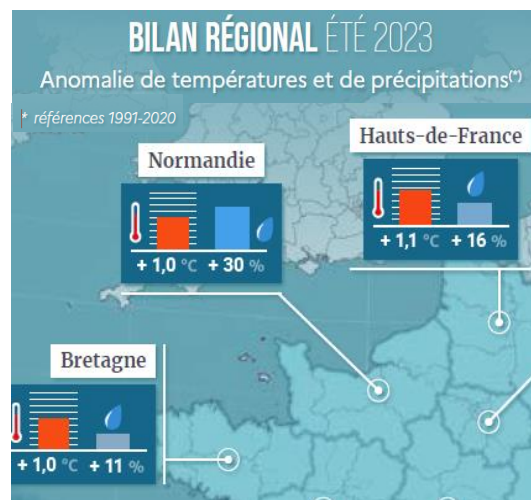 BILAN RÉGIONAL ÉTÉ 2023
Anomalie de températures et de précipitations(*)
* références 1991-2020
Hauts-de-France
+ 1,1 °C + 16 %
Normandie
+ 1,0 °C + 30 %
Bretagne
+ 1,0 °C + 11 %